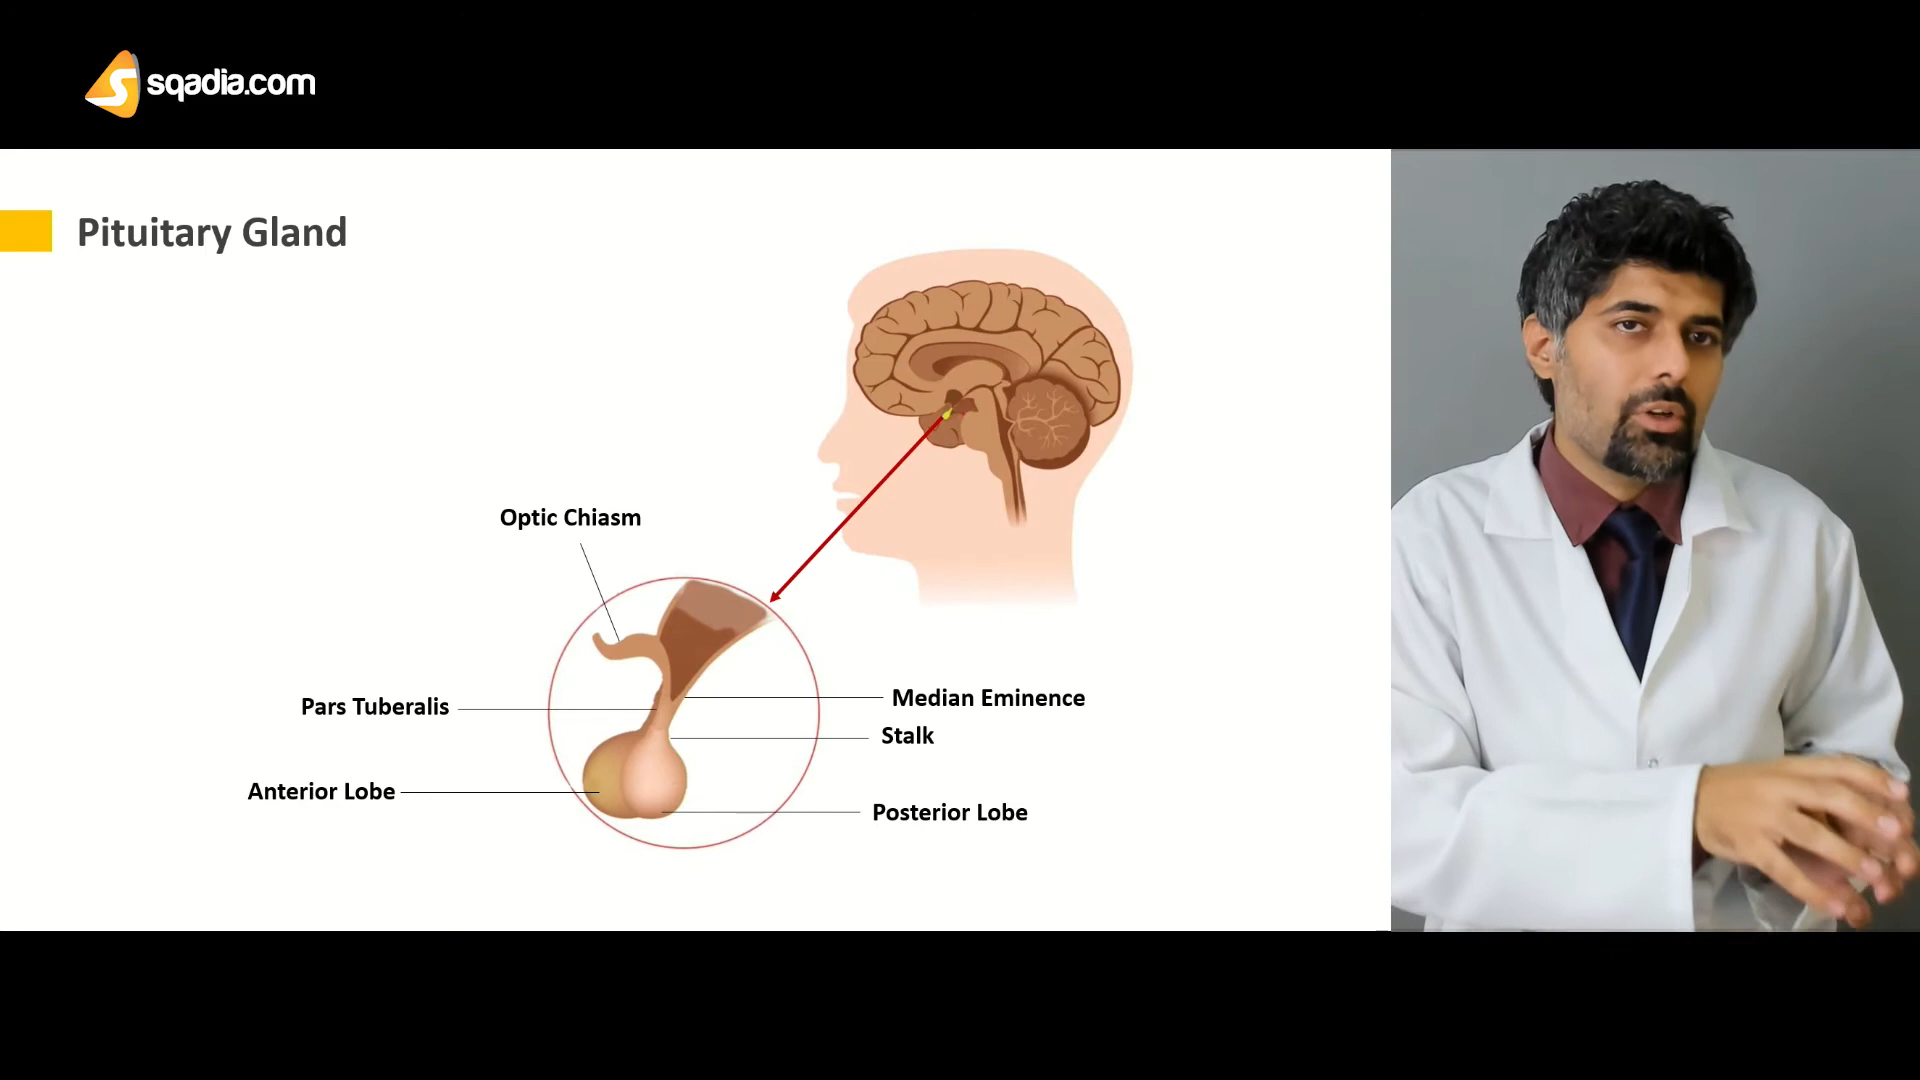 sqadia.com
Pituitary Gland
Optic Chiasm
Pars Tuberalis
Median Eminence
Stalk
Anterior Lobe
Posterior Lobe